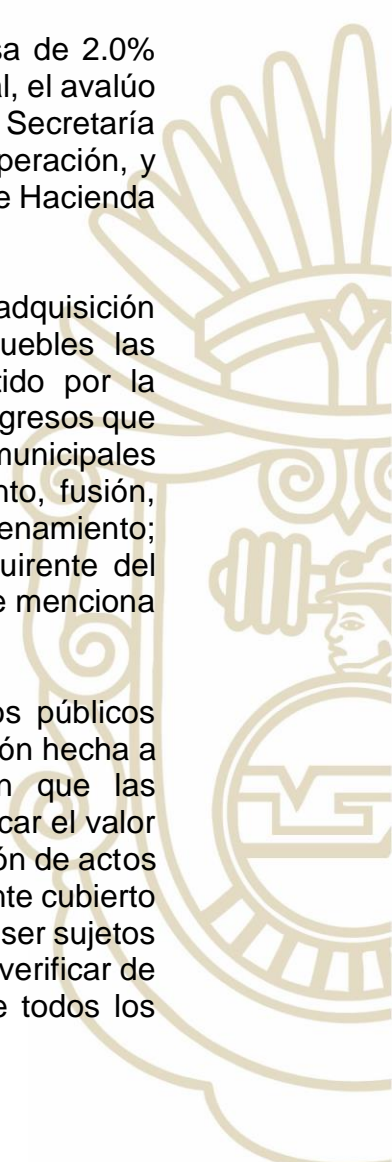 sa de 2.0%
al, el avalúo
Secretaría
peración, y
e Hacienda
adquisición
uebles las
tido por la
gresos que
municipales
nto, fusión,
enamiento;
uirente del
e menciona
os públicos
ón hecha a
n que las
car el valor
ón de actos
nte cubierto
ser sujetos
verificar de
e todos los